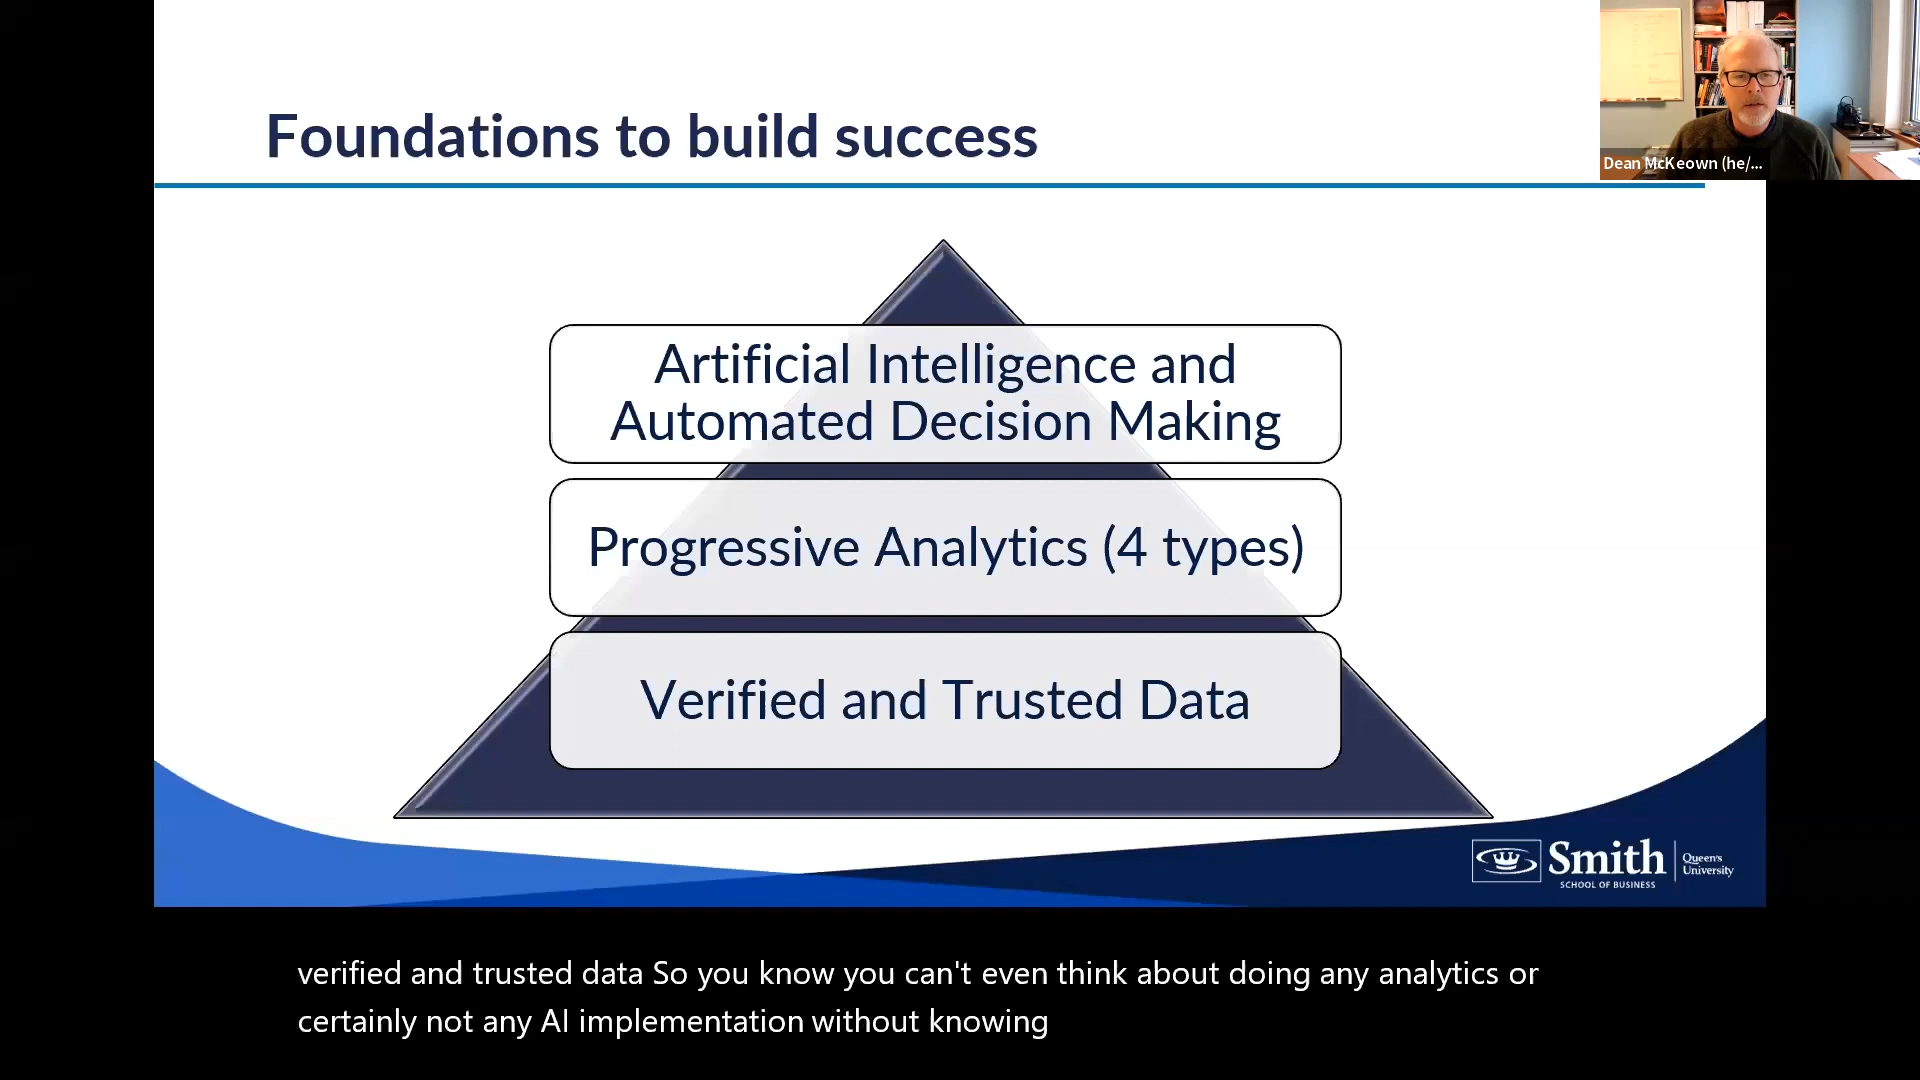 Foundations to build success
Dean McKeown (he/...
Artificial Intelligence and
Automated Decision Making
Progressive Analytics (4 types)
Verified and Trusted Data
Smith
SCHOOL OF BUSINESS
Queen's
University
verified and trusted data So you know you can't even think about doing any analytics or
certainly not any AI implementation without knowing